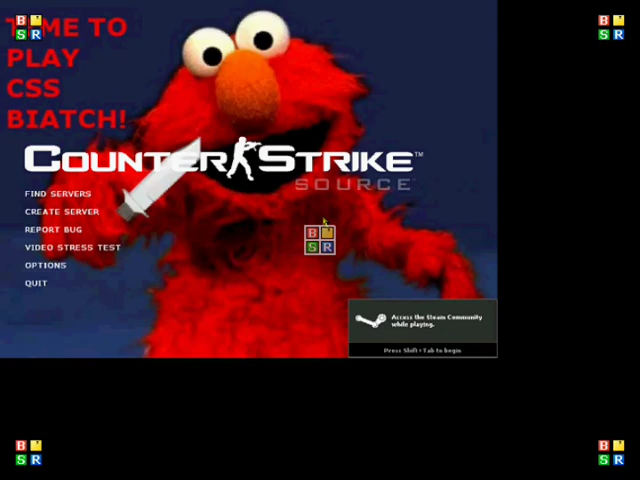 TIME TO
PLAY
CSS
BIATCH!
COUNTER STRIKE™
SOURCE
FIND SERVERS
CREATE SERVER
REPORT BUG
VIDEO STRESS TEST
OPTIONS
QUIT
Access the Steam Community
while playing.
Press Shift+Tab to begin
B
S R
B
S R
B
S R
B
S R
B
S R